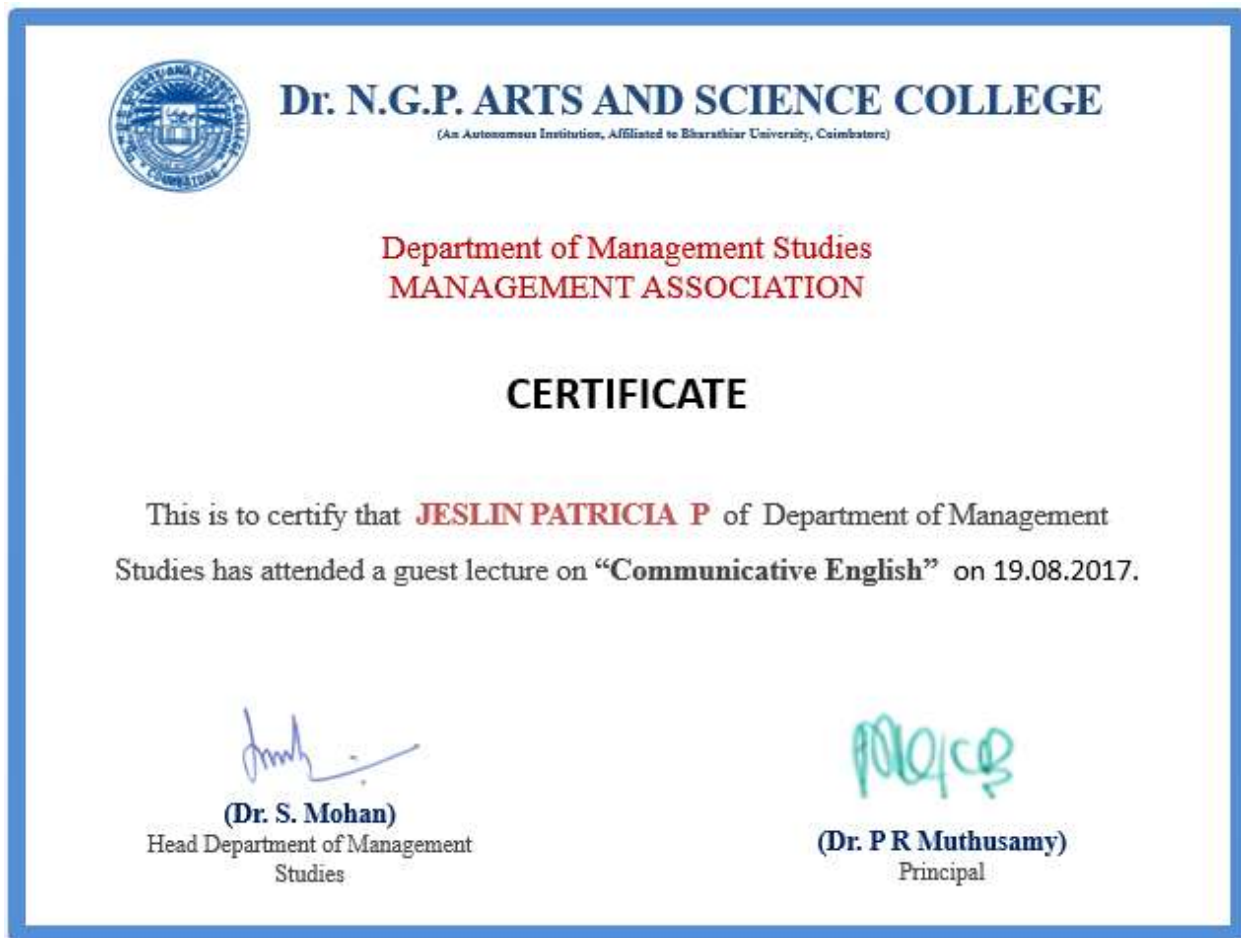 Dr. N.G.P. ARTS AND SCIENCE COLLEGE
(An Autonomous Institution, Affiliated to Bharathiar University, Coimbatore)
Department of Management Studies
MANAGEMENT ASSOCIATION
CERTIFICATE
This is to certify that JESLIN PATRICIA P of Department of Management
Studies has attended a guest lecture on “Communicative English” on 19.08.2017.
(Dr. S. Mohan)
Head Department of Management
Studies
(Dr. P R Muthusamy)
Principal